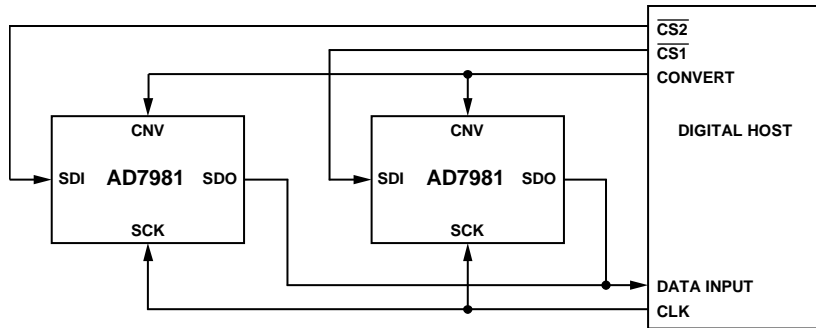 CS2
CS1
CONVERT
DIGITAL HOST
CNV
AD7981
SDI
SDO
SCK
CNV
AD7981
SDI
SDO
SCK
DATA INPUT
CLK